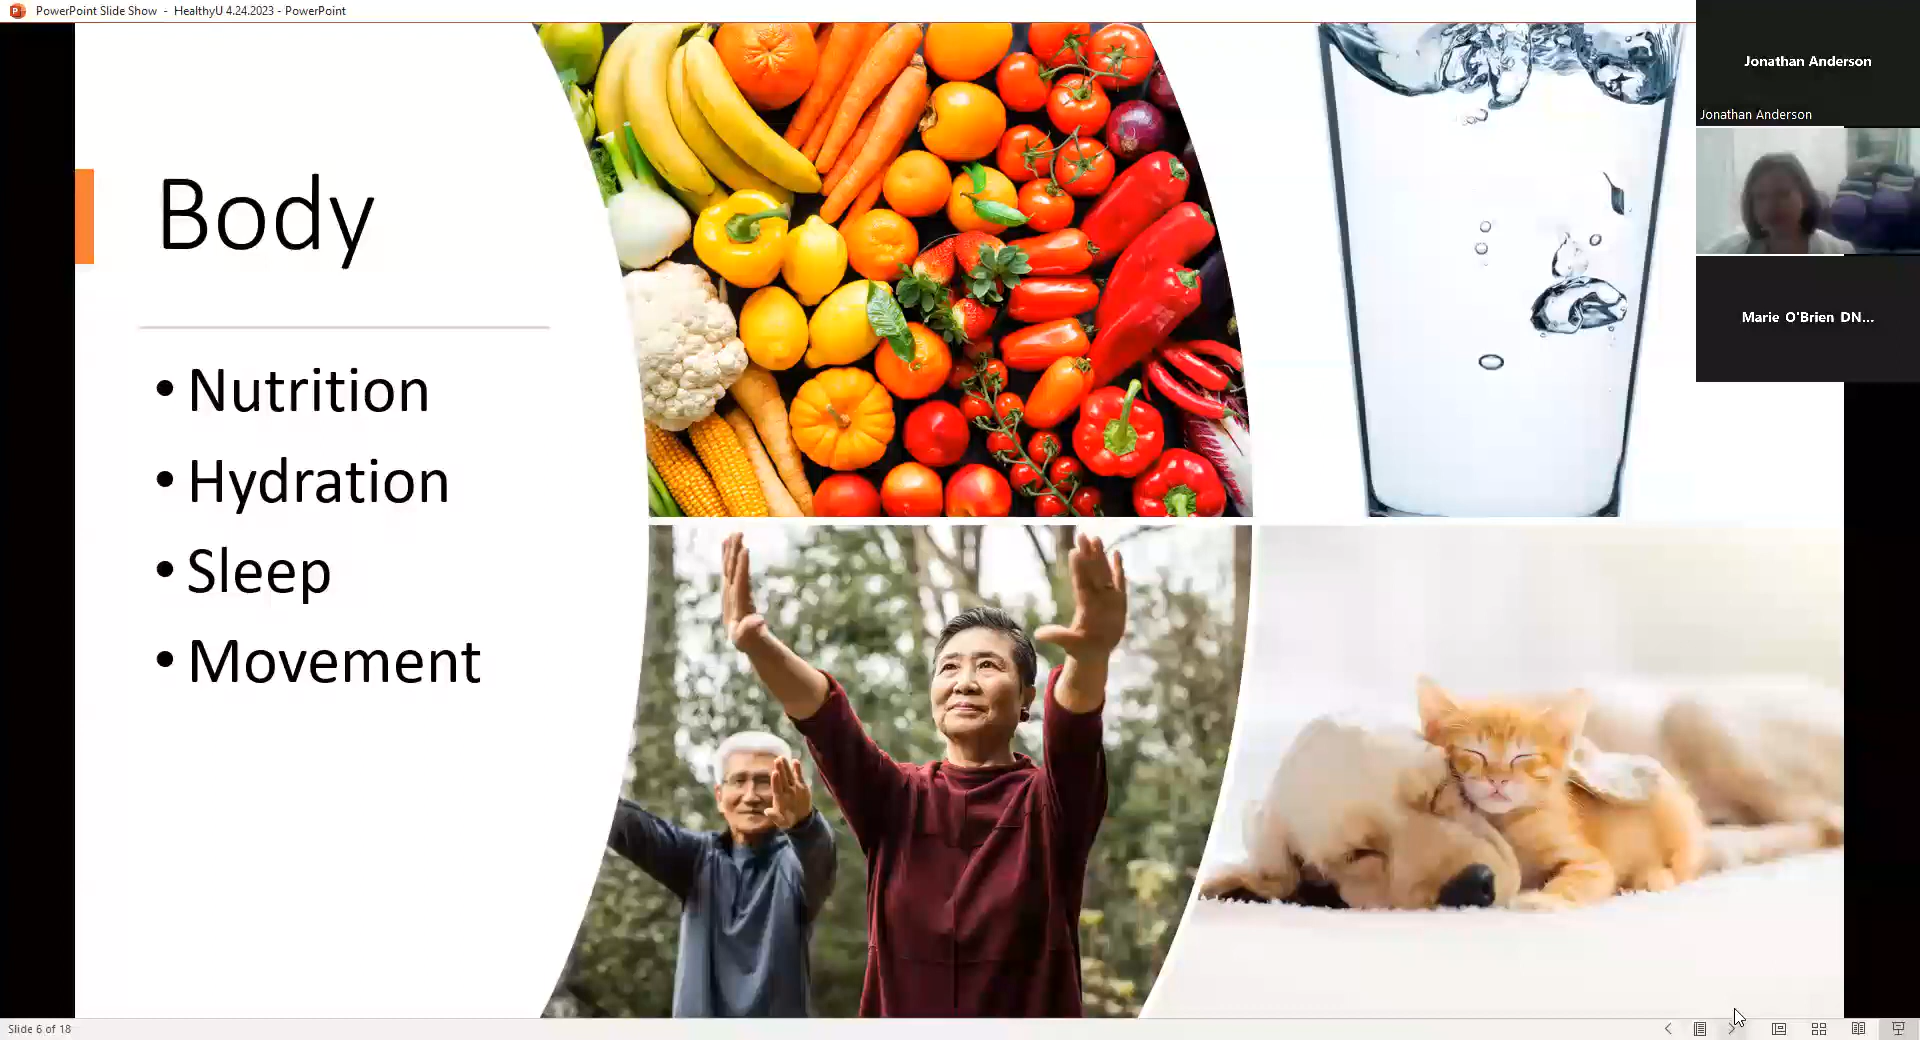 PowerPoint Slide Show - HealthyU 4.24.2023 - PowerPoint
Jonathan Anderson
Jonathan Anderson
Marie O'Brien DN...
Body
• Nutrition
• Hydration
• Sleep
• Movement
Slide 6 of 18